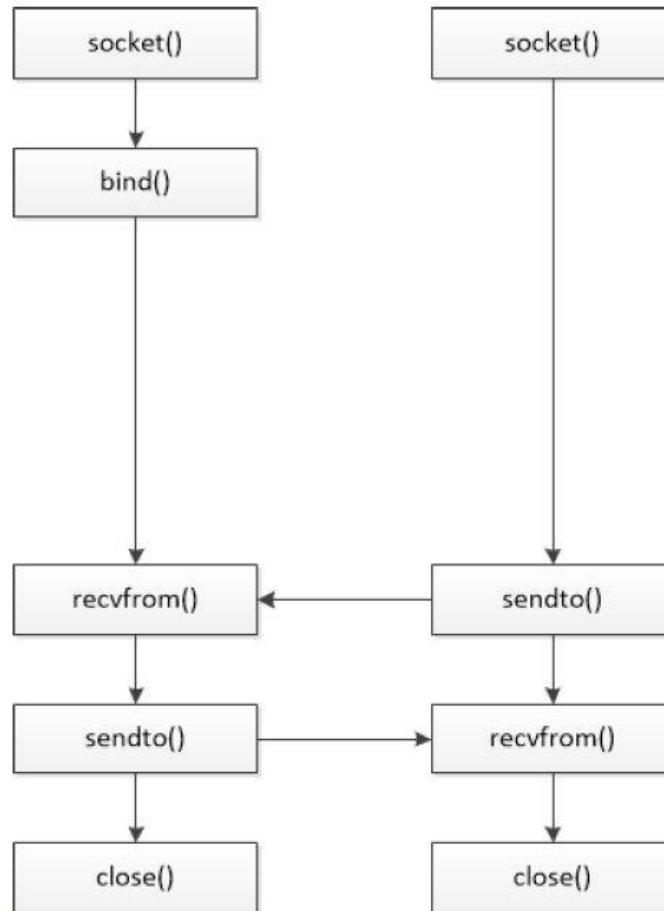 socket()
socket()
bind()
recvfrom()
sendto()
sendto()
recvfrom()
close()
close()